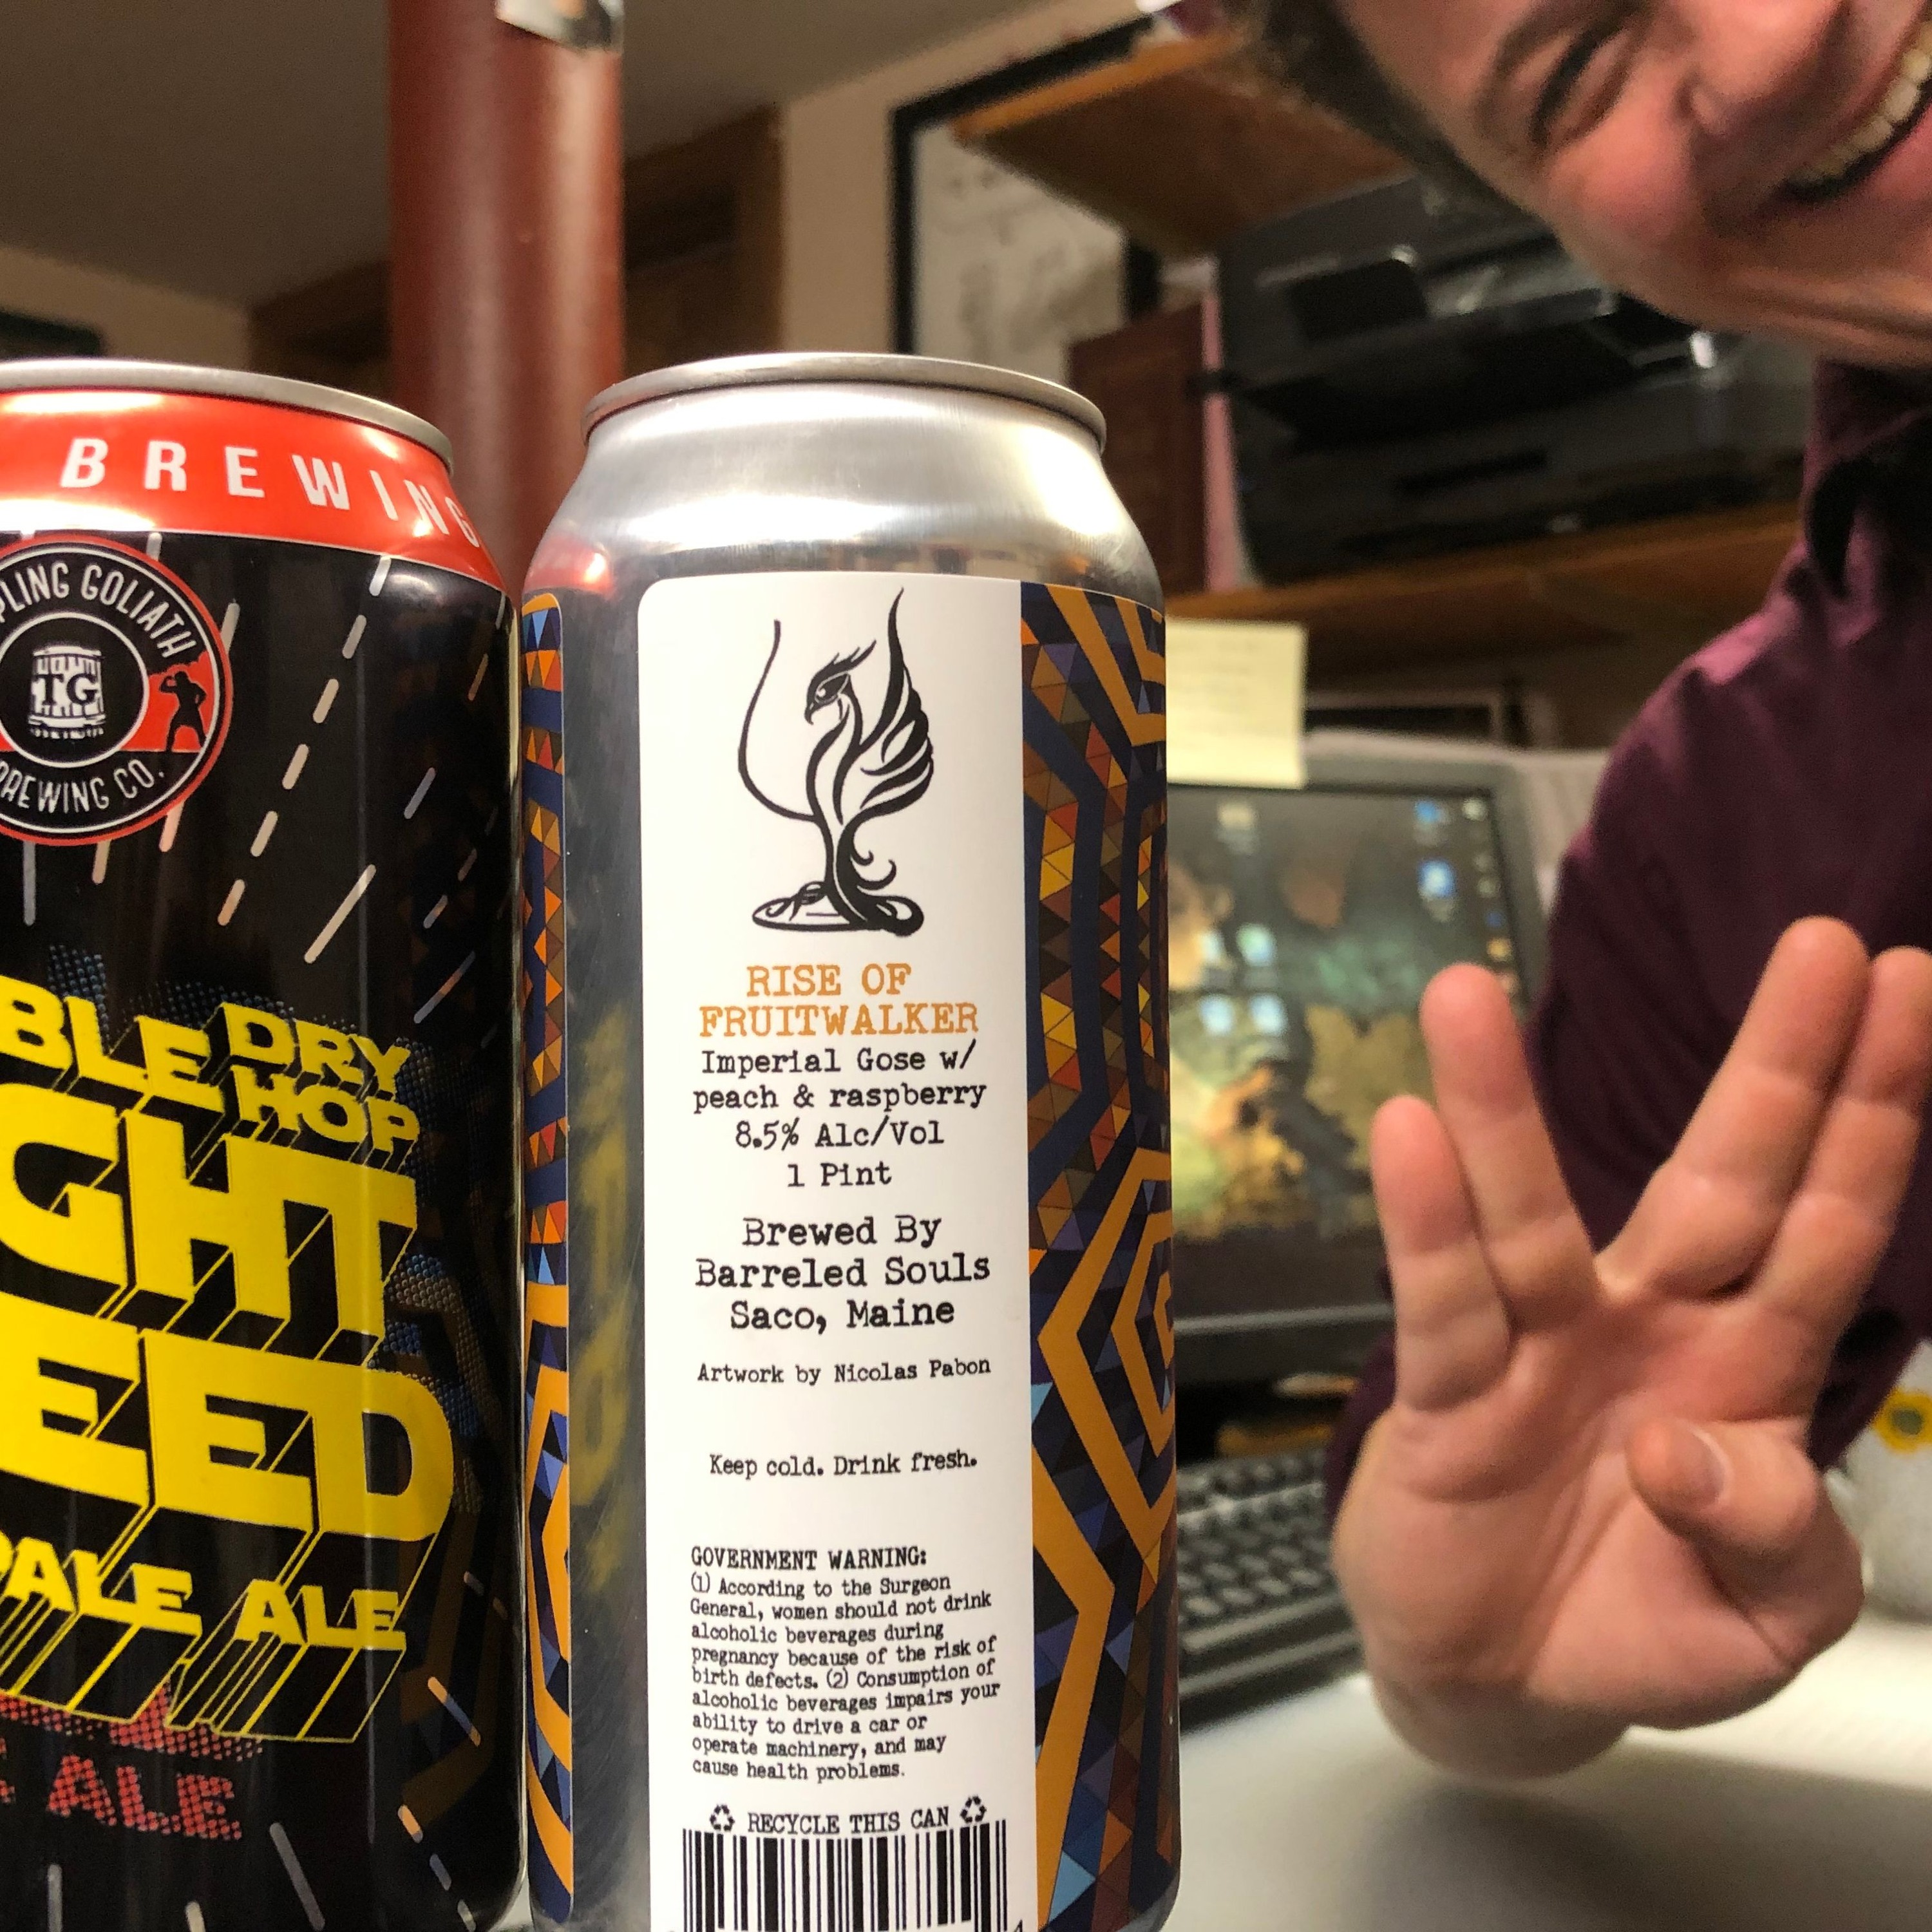 BREWING
PLING GOLIATH
TG
BREWING CO.
BLE DRY
HOP
GHT
EED
PALE ALE
ALE
RISE OF
FRUITWALKER
Imperial Gose w/
peach & raspberry
8.5% Alc/Vol
1 Pint
Brewed By
Barreled Souls
Saco, Maine
Artwork by Nicolas Pabon
Keep cold. Drink fresh.
GOVERNMENT WARNING:
(1) According to the Surgeon
General, women should not drink
alcoholic beverages during
pregnancy because of the risk of
birth defects. (2) Consumption of
alcoholic beverages impairs your
ability to drive a car or
operate machinery, and may
cause health problems.
RECYCLE THIS CAN